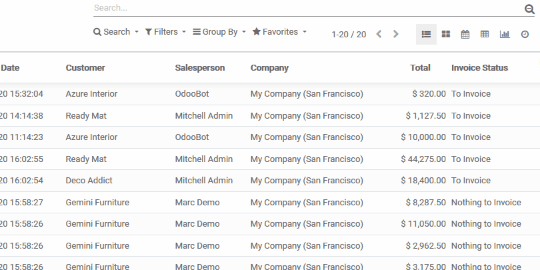 Search...
Search Filters Group By Favorites 1-20 / 20
Date Customer Salesperson Company Total Invoice Status
20 15:32:04 Azure Interior OdooBot My Company (San Francisco) $ 320.00 To Invoice
20 14:14:38 Ready Mat Mitchell Admin My Company (San Francisco) $ 1,127.50 To Invoice
20 11:14:23 Azure Interior OdooBot My Company (San Francisco) $ 10,000.00 To Invoice
20 16:02:55 Ready Mat Mitchell Admin My Company (San Francisco) $ 44,275.00 To Invoice
20 16:02:54 Deco Addict Mitchell Admin My Company (San Francisco) $ 18,400.00 To Invoice
20 15:58:27 Gemini Furniture Marc Demo My Company (San Francisco) $ 8,287.50 Nothing to Invoice
20 15:58:26 Gemini Furniture Marc Demo My Company (San Francisco) $ 11,050.00 Nothing to Invoice
20 15:58:26 Gemini Furniture Marc Demo My Company (San Francisco) $ 2,962.50 Nothing to Invoice
20 15:58:26 Gemini Furniture Marc Demo My Company (San Francisco) $ 3,175.00 Nothing to Invoice